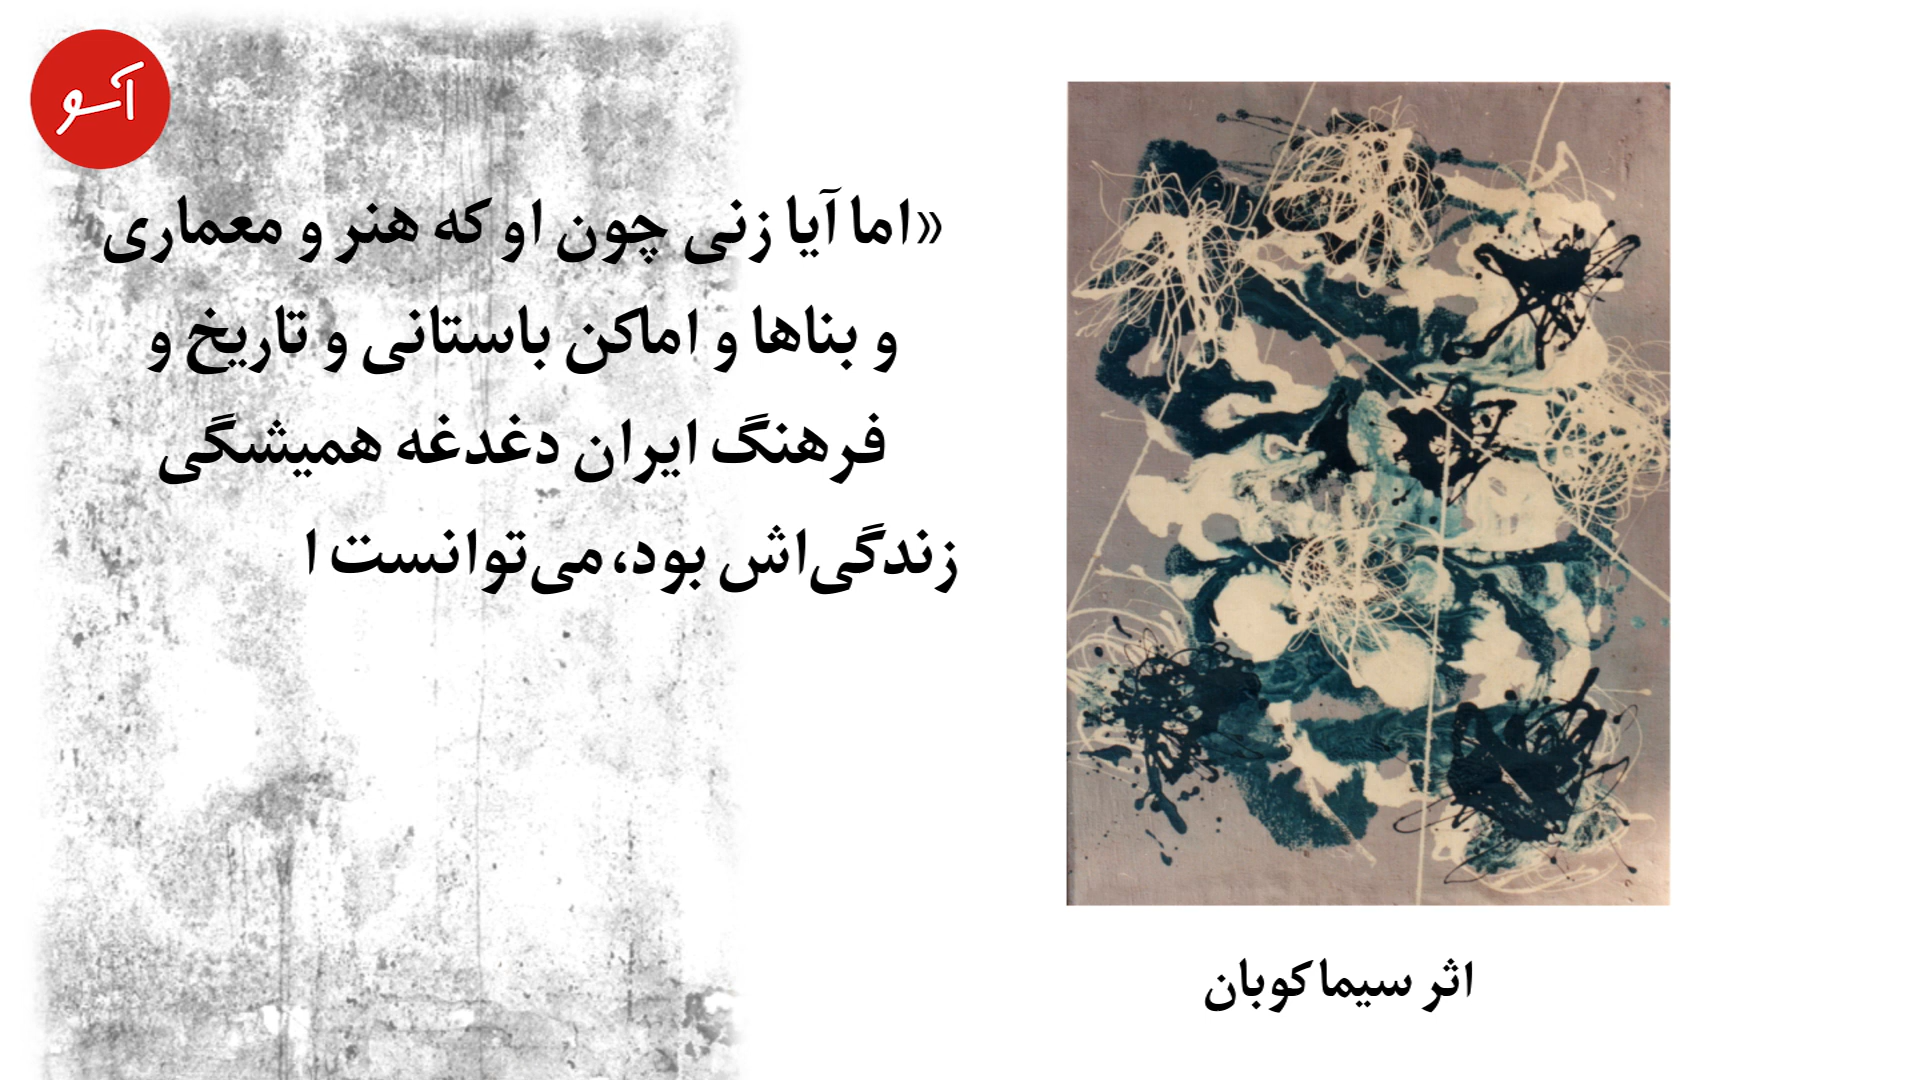 آسو
«اما آیا زنی چون او که هنر و معماری
و بناها و اماکن باستانی و تاریخ و
فرهنگ ایران دغدغه همیشگی
زندگی‌اش بود، می‌توانست ا
اثر سیما کوبان